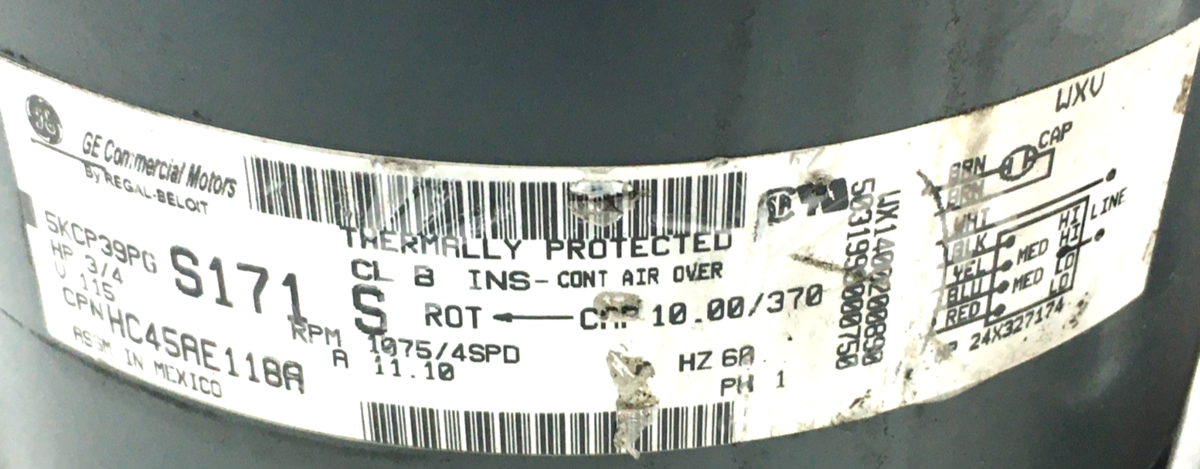 GE Commercial Motors
By REGAL-BELOIT
5KCP39PG S171 S
HP 3/4
V 115
CPN HC45AE118A
ASSM IN MEXICO
THERMALLY PROTECTED
CL B INS-CONT AIR OVER
ROT CAP 10.00/370
RPM 1075/4SPD
A 11.10
HZ 60
PH 1
WXV
CAP
BRN
BRN
WHI
BLK
YEL
BLU
RED
HI
HI
MED
LO
MED
LO
LINE
HP 24X327174